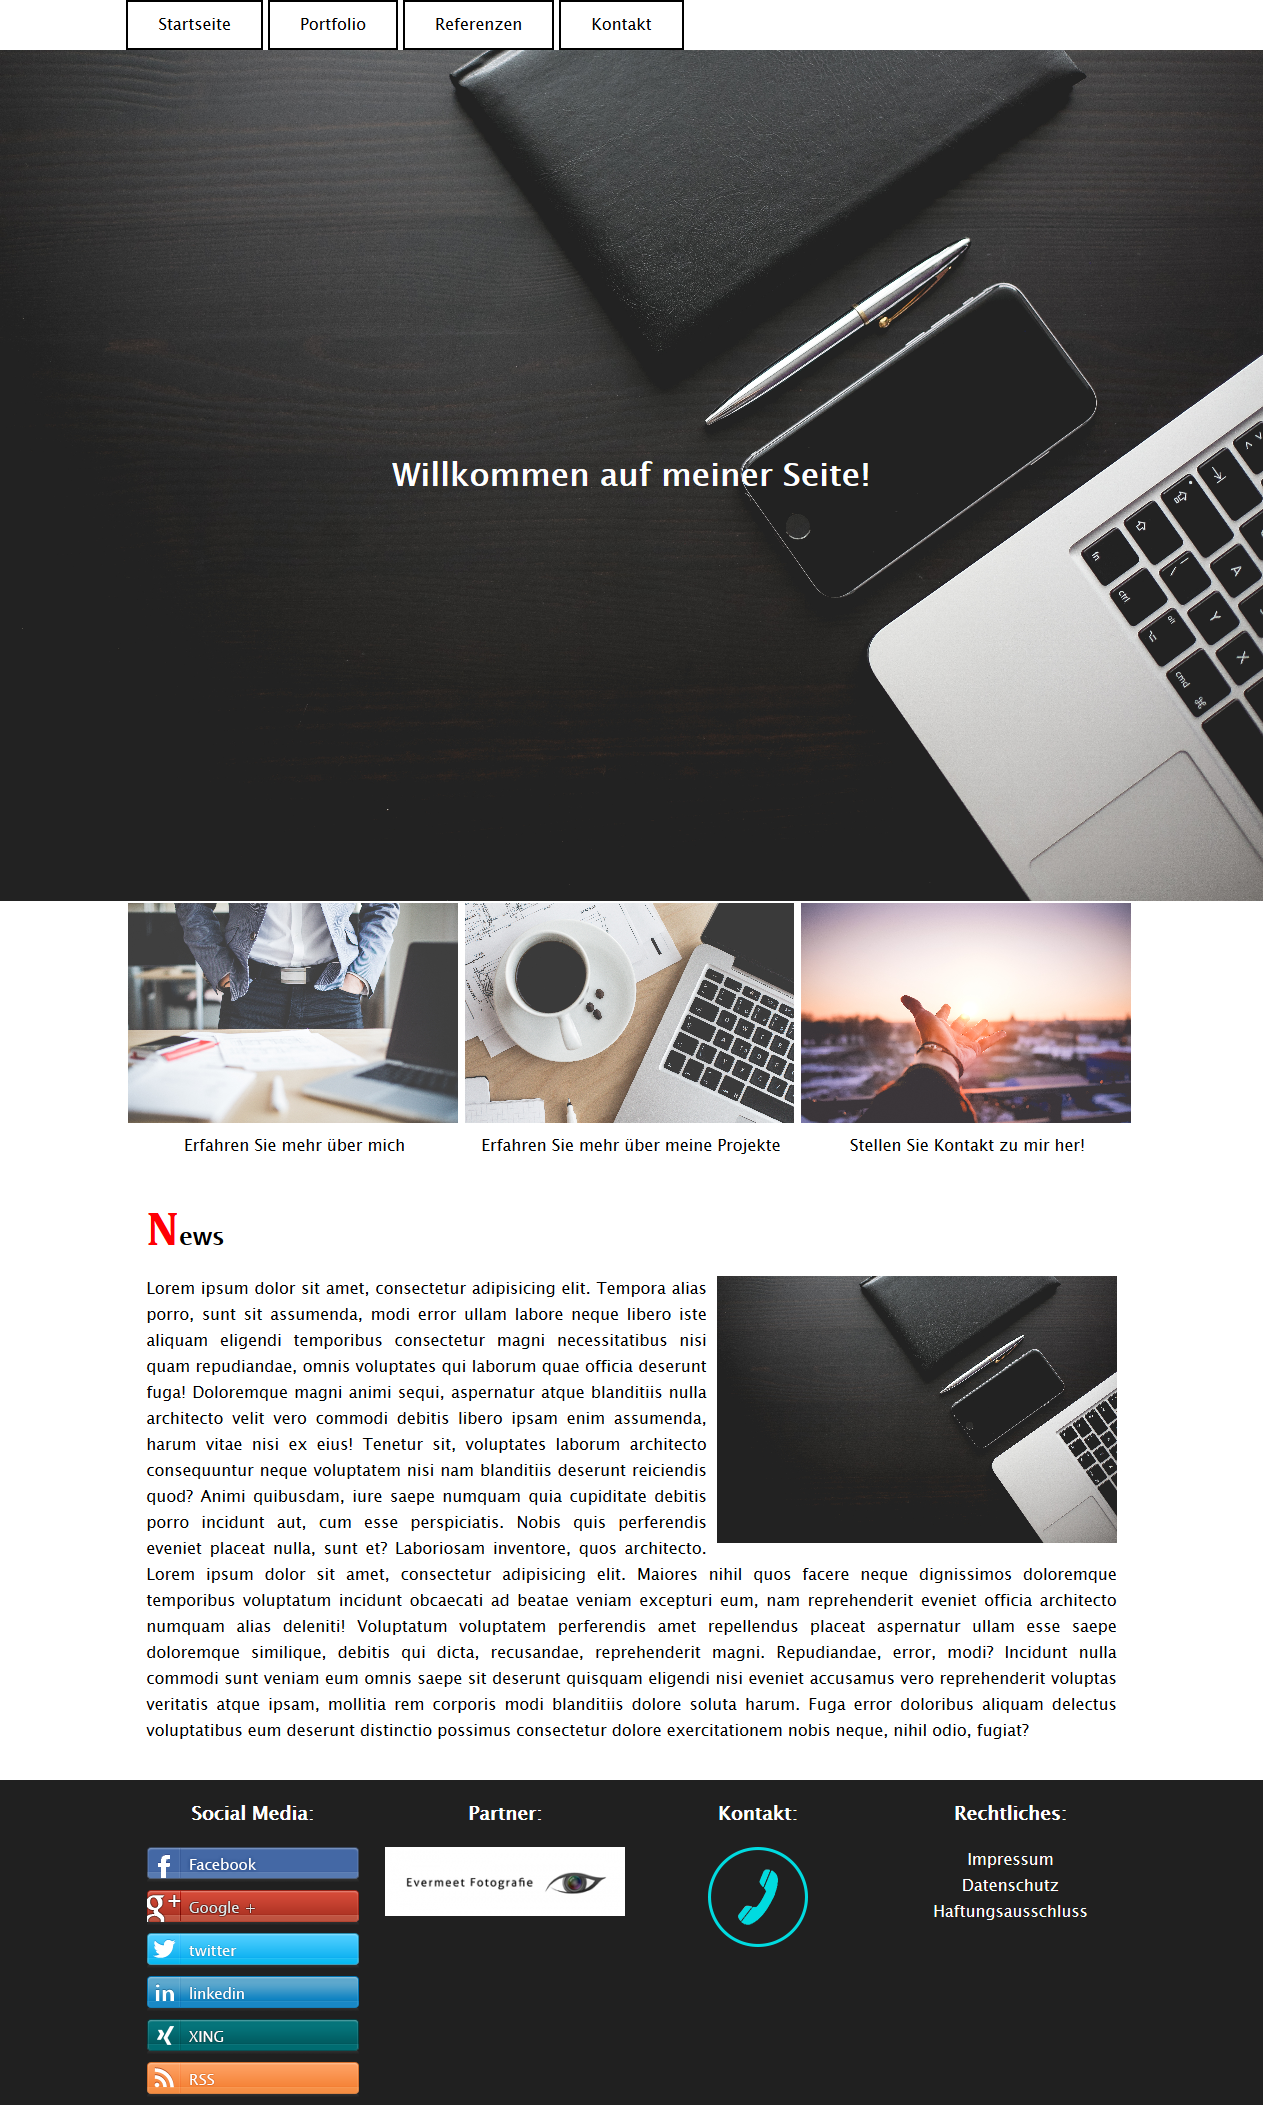 Startseite
Portfolio
Referenzen
Kontakt
Willkommen auf meiner Seite!
fn
ctrl
cmd
A
Y
X
Erfahren Sie mehr über mich
Erfahren Sie mehr über meine Projekte
Stellen Sie Kontakt zu mir her!
News
Lorem ipsum dolor sit amet, consectetur adipisicing elit. Tempora alias
porro, sunt sit assumenda, modi error ullam labore neque libero iste
aliquam eligendi temporibus consectetur magni necessitatibus nisi
quam repudiandae, omnis voluptates qui laborum quae officia deserunt
fuga! Doloremque magni animi sequi, aspernatur atque blanditiis nulla
architecto velit vero commodi debitis libero ipsam enim assumenda,
harum vitae nisi ex eius! Tenetur sit, voluptates laborum architecto
consequuntur neque voluptatem nisi nam blanditiis deserunt reiciendis
quod? Animi quibusdam, iure saepe numquam quia cupiditate debitis
porro incidunt aut, cum esse perspiciatis. Nobis quis perferendis
eveniet placeat nulla, sunt et? Laboriosam inventore, quos architecto.
Lorem ipsum dolor sit amet, consectetur adipisicing elit. Maiores nihil quos facere neque dignissimos doloremque
temporibus voluptatum incidunt obcaecati ad beatae veniam excepturi eum, nam reprehenderit eveniet officia architecto
numquam alias deleniti! Voluptatum voluptatem perferendis amet repellendus placeat aspernatur ullam esse saepe
doloremque similique, debitis qui dicta, recusandae, reprehenderit magni. Repudiandae, error, modi? Incidunt nulla
commodi sunt veniam eum omnis saepe sit deserunt quisquam eligendi nisi eveniet accusamus vero reprehenderit voluptas
veritatis atque ipsam, mollitia rem corporis modi blanditiis dolore soluta harum. Fuga error doloribus aliquam delectus
voluptatibus eum deserunt distinctio possimus consectetur dolore exercitationem nobis neque, nihil odio, fugiat?
Social Media:
Facebook
Google +
twitter
linkedin
XING
RSS
Partner:
Evermeet Fotografie
Kontakt:
Rechtliches:
Impressum
Datenschutz
Haftungsausschluss